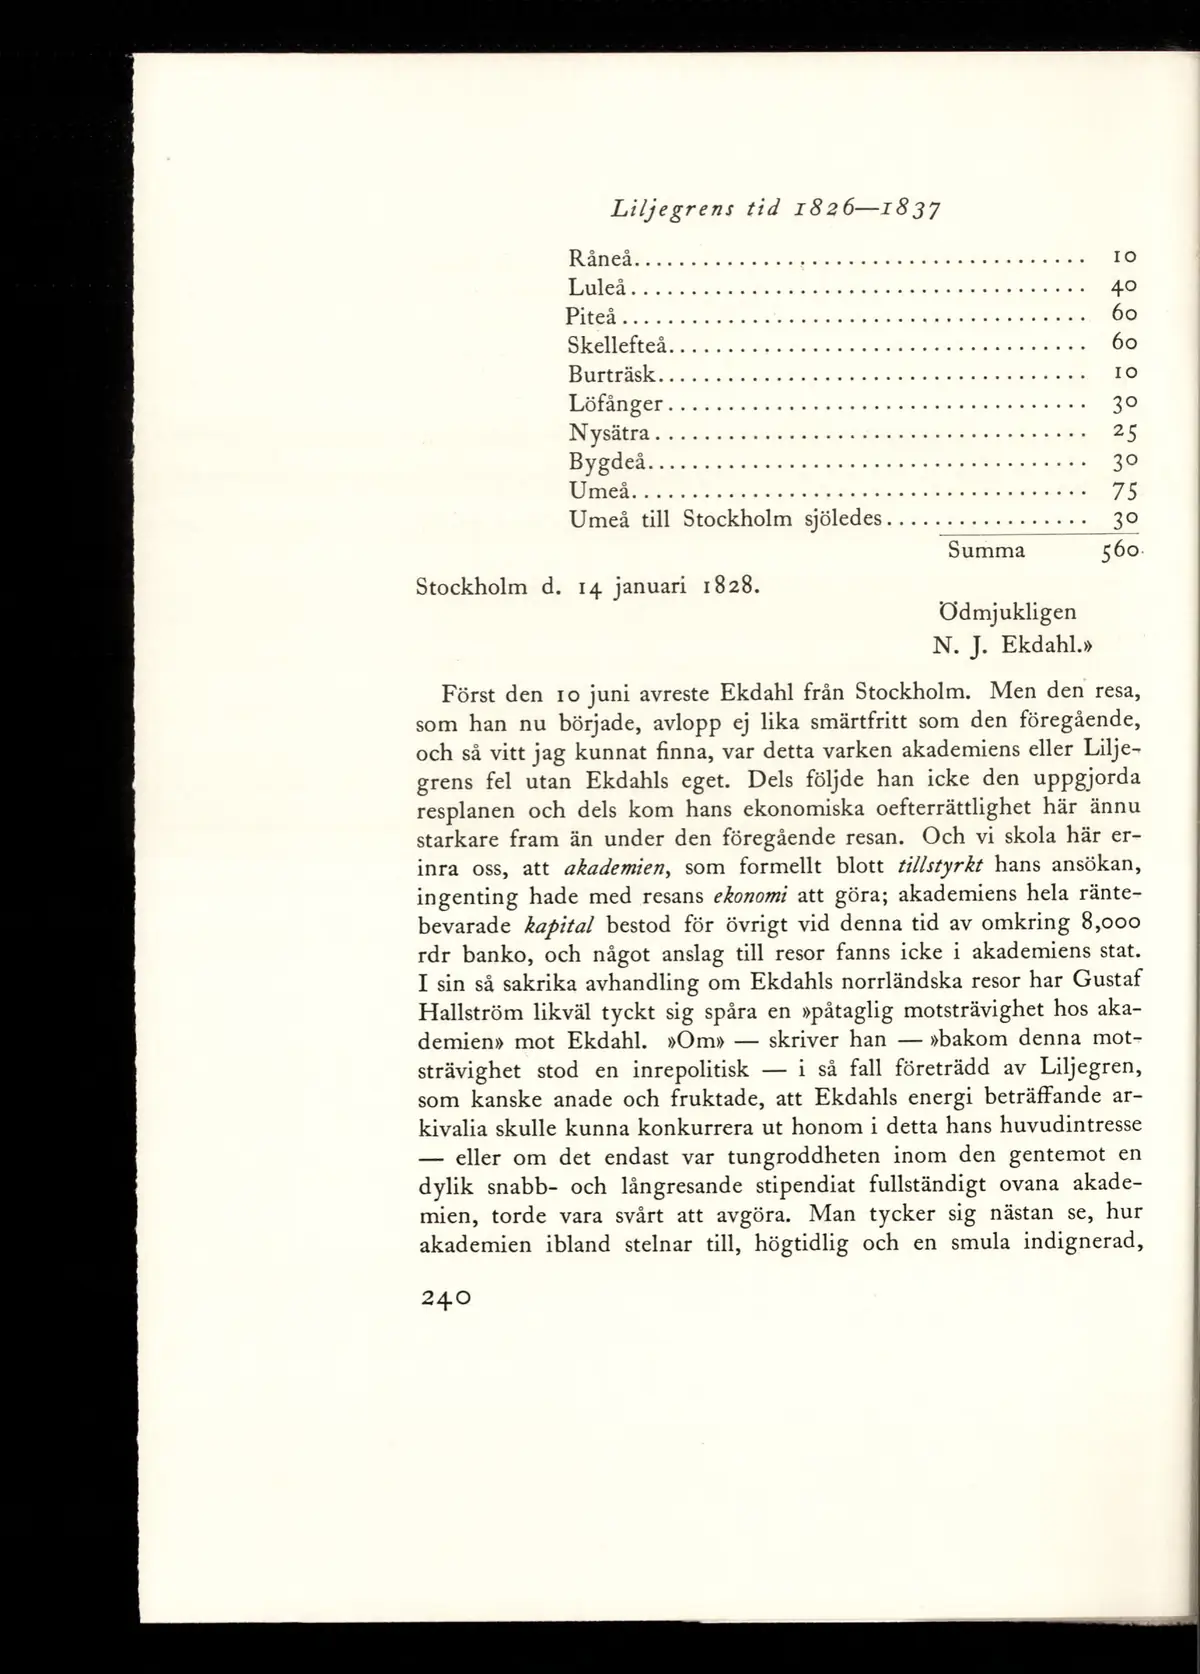 Liljegrens tid 1826—1837
Råneå........................................ 10
Luleå........................................ 40
Piteå........................................ 60
Skellefteå.................................... 60
Burträsk..................................... 10
Löfånger.................................... 30
Nysätra..................................... 25
Bygdeå...................................... 30
Umeå........................................ 75
Umeå till Stockholm sjöledes.................. 30
Summa 560
Stockholm d. 14 januari 1828.
Ödmjukligen
N. J. Ekdahl.»
Först den 10 juni avreste Ekdahl från Stockholm. Men den resa,
som han nu började, avlopp ej lika smärtfritt som den föregående,
och så vitt jag kunnat finna, var detta varken akademiens eller Lilje-
grens fel utan Ekdahls eget. Dels följde han icke den uppgjorda
resplanen och dels kom hans ekonomiska oefterrättlighet här ännu
starkare fram än under den föregående resan. Och vi skola här er-
inra oss, att akademien, som formellt blott tillstyrkt hans ansökan,
ingenting hade med resans ekonomi att göra; akademiens hela ränte-
bevarade kapital bestod för övrigt vid denna tid av omkring 8,000
rdr banko, och något anslag till resor fanns icke i akademiens stat.
I sin så sakrika avhandling om Ekdahls norrländska resor har Gustaf
Hallström likväl tyckt sig spåra en »påtaglig motsträvighet hos aka-
demien» mot Ekdahl. »Om» — skriver han — »bakom denna mot-
strävighet stod en inrepolitisk — i så fall företrädd av Liljegren,
som kanske anade och fruktade, att Ekdahls energi beträffande ar-
kivalia skulle kunna konkurrera ut honom i detta hans huvudintresse
— eller om det endast var tungroddheten inom den gentemot en
dylik snabb- och långresande stipendiat fullständigt ovana akade-
mien, torde vara svårt att avgöra. Man tycker sig nästan se, hur
akademien ibland stelnar till, högtidlig och en smula indignerad,
240